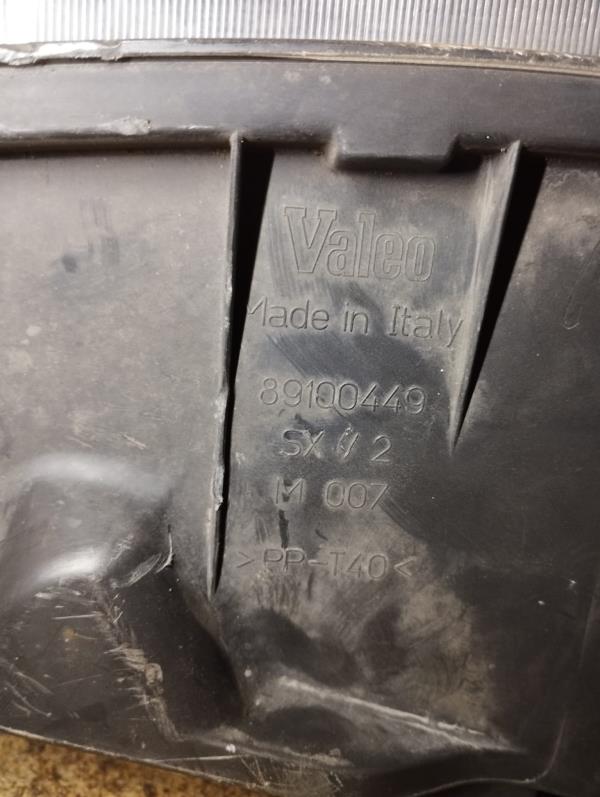 Valeo
Made in Italy
89100449
SX V 2
M 007
>PP-T40<